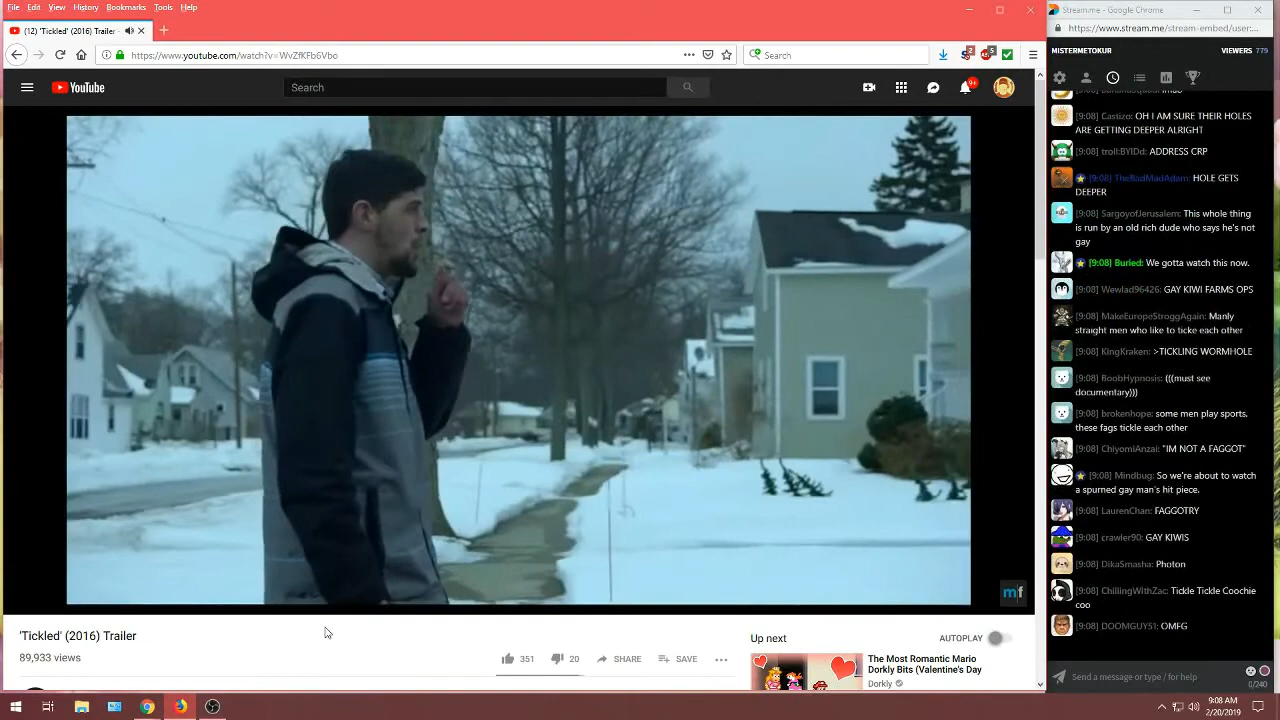 File Edit View History Bookmarks Tools Help
(12) 'Tickled' (2016) Trailer -
https://www.youtube.com/watch?v=WvZfKFb6Vbo
Search
YouTube
Search
9+
'Tickled' (2016) Trailer
89,933 views
351
20
SHARE
SAVE
Up next
AUTOPLAY
The Most Romantic Mario
Dorkly Bits (Valentine's Day
Dorkly
mf
Stream.me - Google Chrome
https://www.stream.me/stream-embed/user:...
MISTERMETOKUR
VIEWERS 779
[9:08] Castizo: OH I AM SURE THEIR HOLES
ARE GETTING DEEPER ALRIGHT
[9:08] troll:BYIDd: ADDRESS CRP
[9:08] TheBadMadAdam: HOLE GETS
DEEPER
[9:08] SargoyofJerusalem: This whole thing
is run by an old rich dude who says he's not
gay
[9:08] Buried: We gotta watch this now.
[9:08] Wewlad96426: GAY KIWI FARMS OPS
[9:08] MakeEuropeStroggAgain: Manly
straight men who like to ticke each other
[9:08] KingKraken: >TICKLING WORMHOLE
[9:08] BoobHypnosis: (((must see
documentary)))
[9:08] brokenhope: some men play sports,
these fags tickle each other
[9:08] ChiyomiAnzai: "IM NOT A FAGGOT"
[9:08] Mindbug: So we're about to watch
a spurned gay man's hit piece.
[9:08] LaurenChan: FAGGOTRY
[9:08] crawler90: GAY KIWIS
[9:08] DikaSmasha: Photon
[9:08] ChillingWithZac: Tickle Tickle Coochie
coo
[9:08] DOOMGUY51: OMFG
Send a message or type / for help
0/240
9:08 AM
2/20/2019